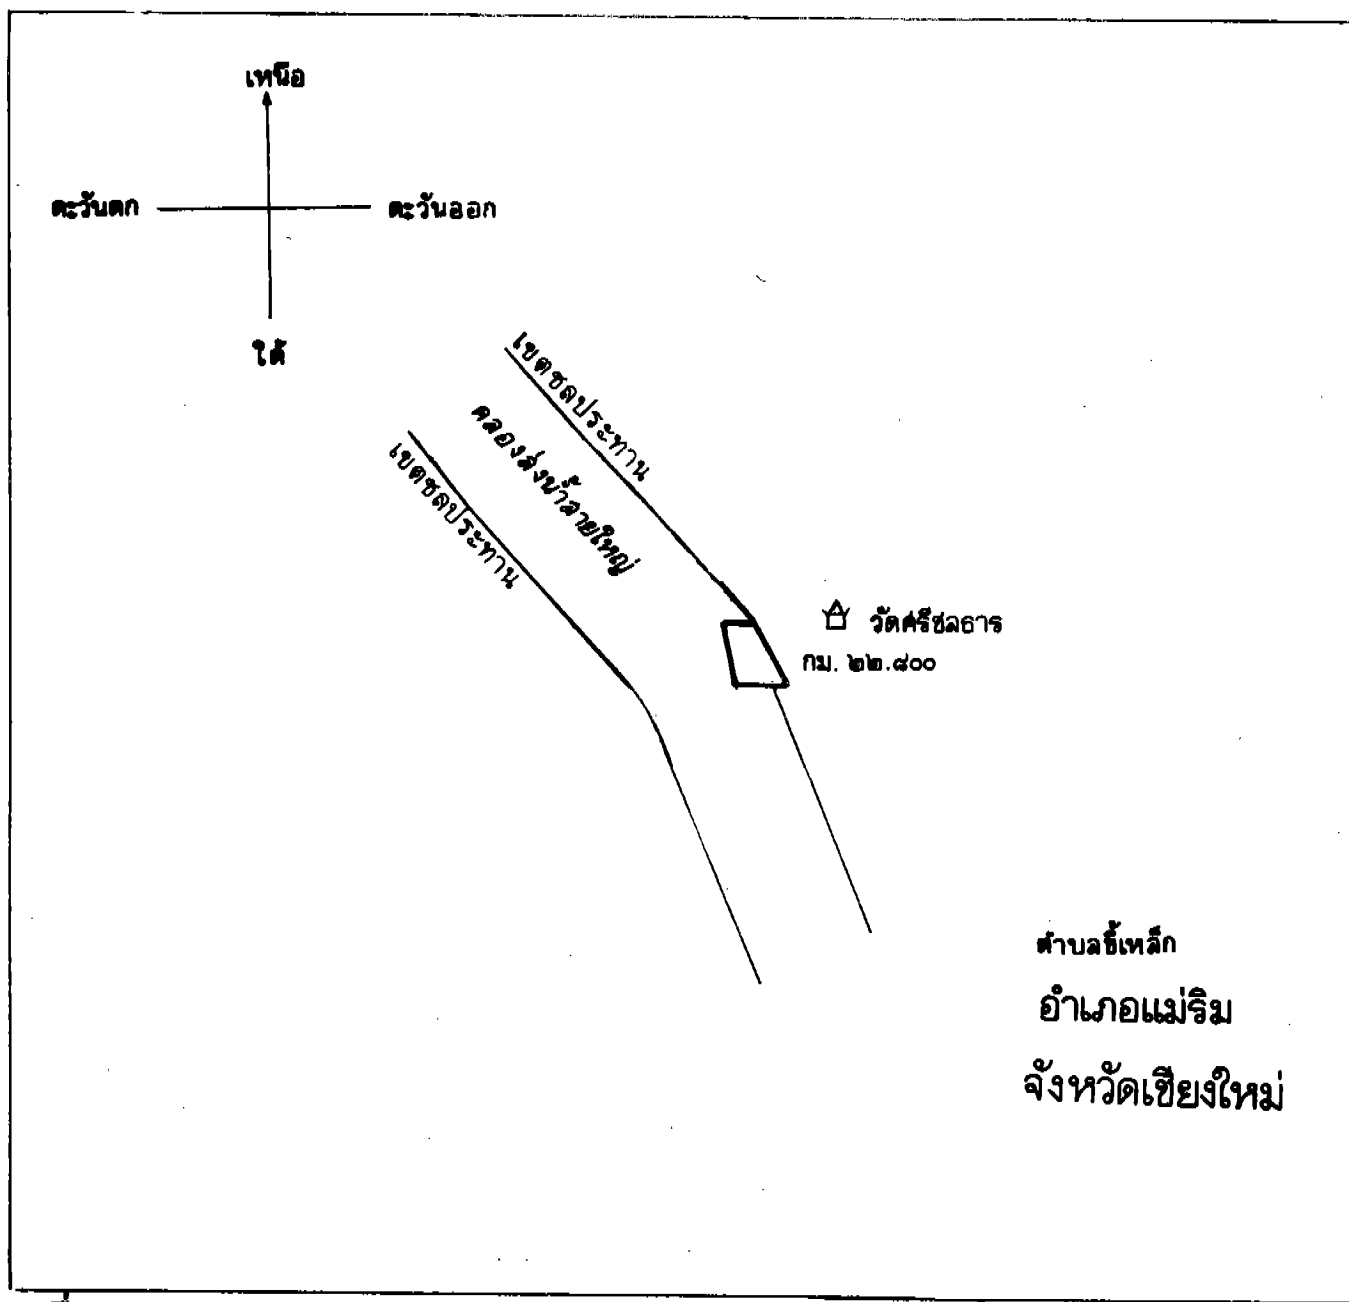 เหนือ
ตะวันตก
ตะวันออก
ใต้
เขตชลประทาน
คลองส่งน้ำสายใหญ่
เขตชลประทาน
วัดศรีชลธาร
กม. ๒๒.๘๐๐
ตำบลขี้เหล็ก
อำเภอแม่ริม
จังหวัดเชียงใหม่